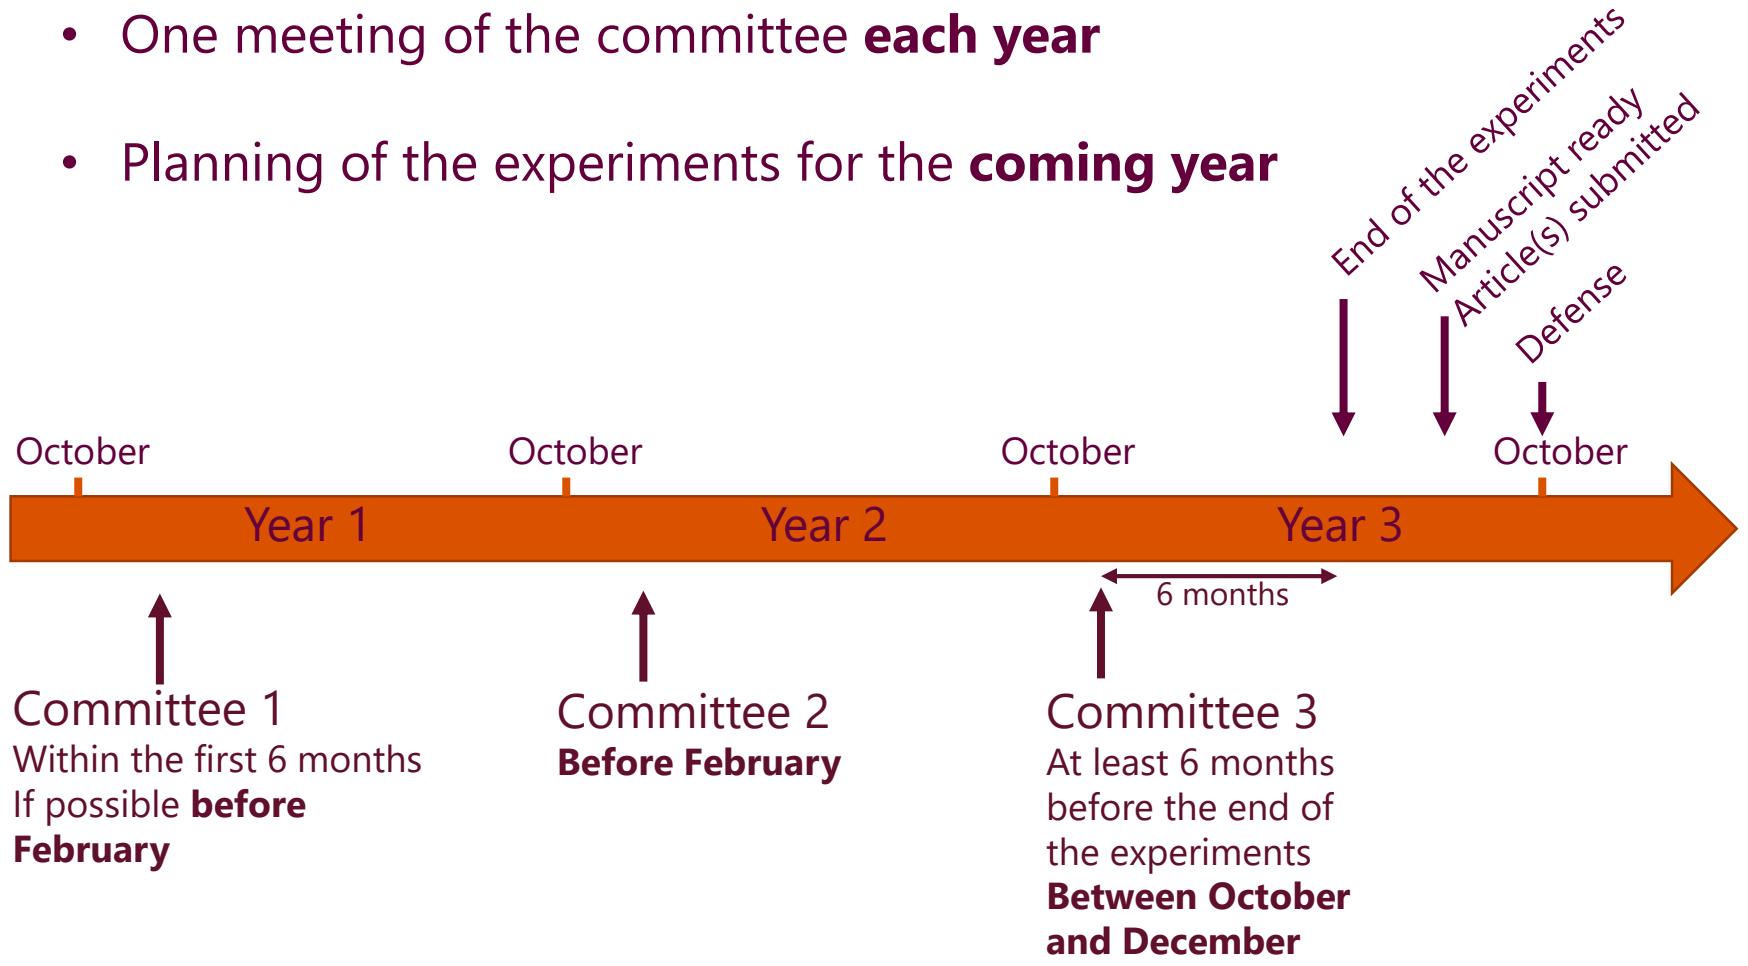 • One meeting of the committee each year
• Planning of the experiments for the coming year
End of the experiments
Manuscript ready
Article(s) submitted
Defense
October
October
October
October
Year 1
Year 2
Year 3
6 months
Committee 1
Within the first 6 months
If possible before
February
Committee 2
Before February
Committee 3
At least 6 months
before the end of
the experiments
Between October
and December